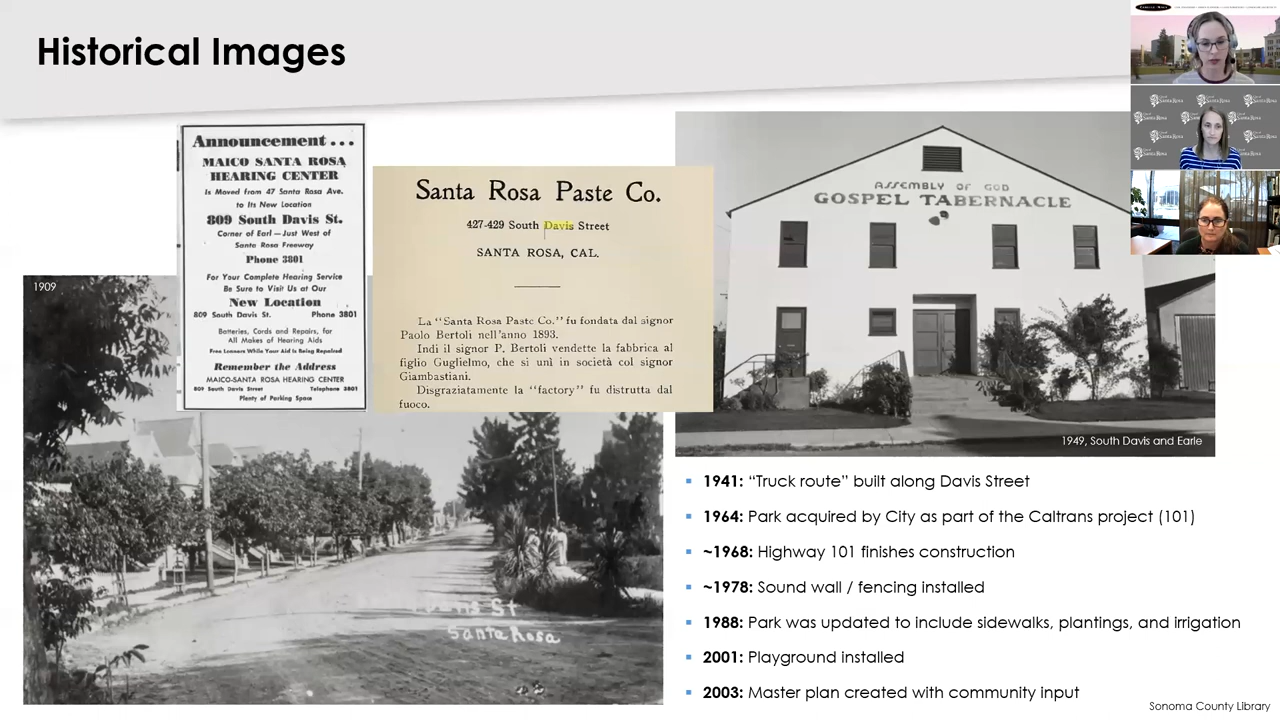 Historical Images
Announcement...
MAICO SANTA ROSA
HEARING CENTER
Is Moved from 47 Santa Rosa Ave.
to Its New Location
809 South Davis St.
Corner of Earl — Just West of
Santa Rosa Freeway
Phone 3801
For Your Complete Hearing Service
Be Sure to Visit Us at Our
New Location
809 South Davis St. Phone 3801
Batteries, Cords and Repairs, for
All Makes of Hearing Aids
Free Loaners While Your Aid Is Being Repaired
Remember the Address
MAICO-SANTA ROSA HEARING CENTER
809 South Davis Street Telephone 3801
Plenty of Parking Space
Santa Rosa Paste Co.
427-429 South Davis Street
SANTA ROSA, CAL.
La "Santa Rosa Paste Co." fu fondata dal signor
Paolo Bertoli nell'anno 1893.
Indi il signor P. Bertoli vendette la fabbrica al
figlio Guglielmo, che si unì in società col signor
Giambastiani.
Disgraziatamente la "factory" fu distrutta dal
fuoco.
ASSEMBLY OF GOD
GOSPEL TABERNACLE
1949, South Davis and Earle
1909
St
Santa Rosa
1941: “Truck route” built along Davis Street
1964: Park acquired by City as part of the Caltrans project (101)
~1968: Highway 101 finishes construction
~1978: Sound wall / fencing installed
1988: Park was updated to include sidewalks, plantings, and irrigation
2001: Playground installed
2003: Master plan created with community input
Sonoma County Library